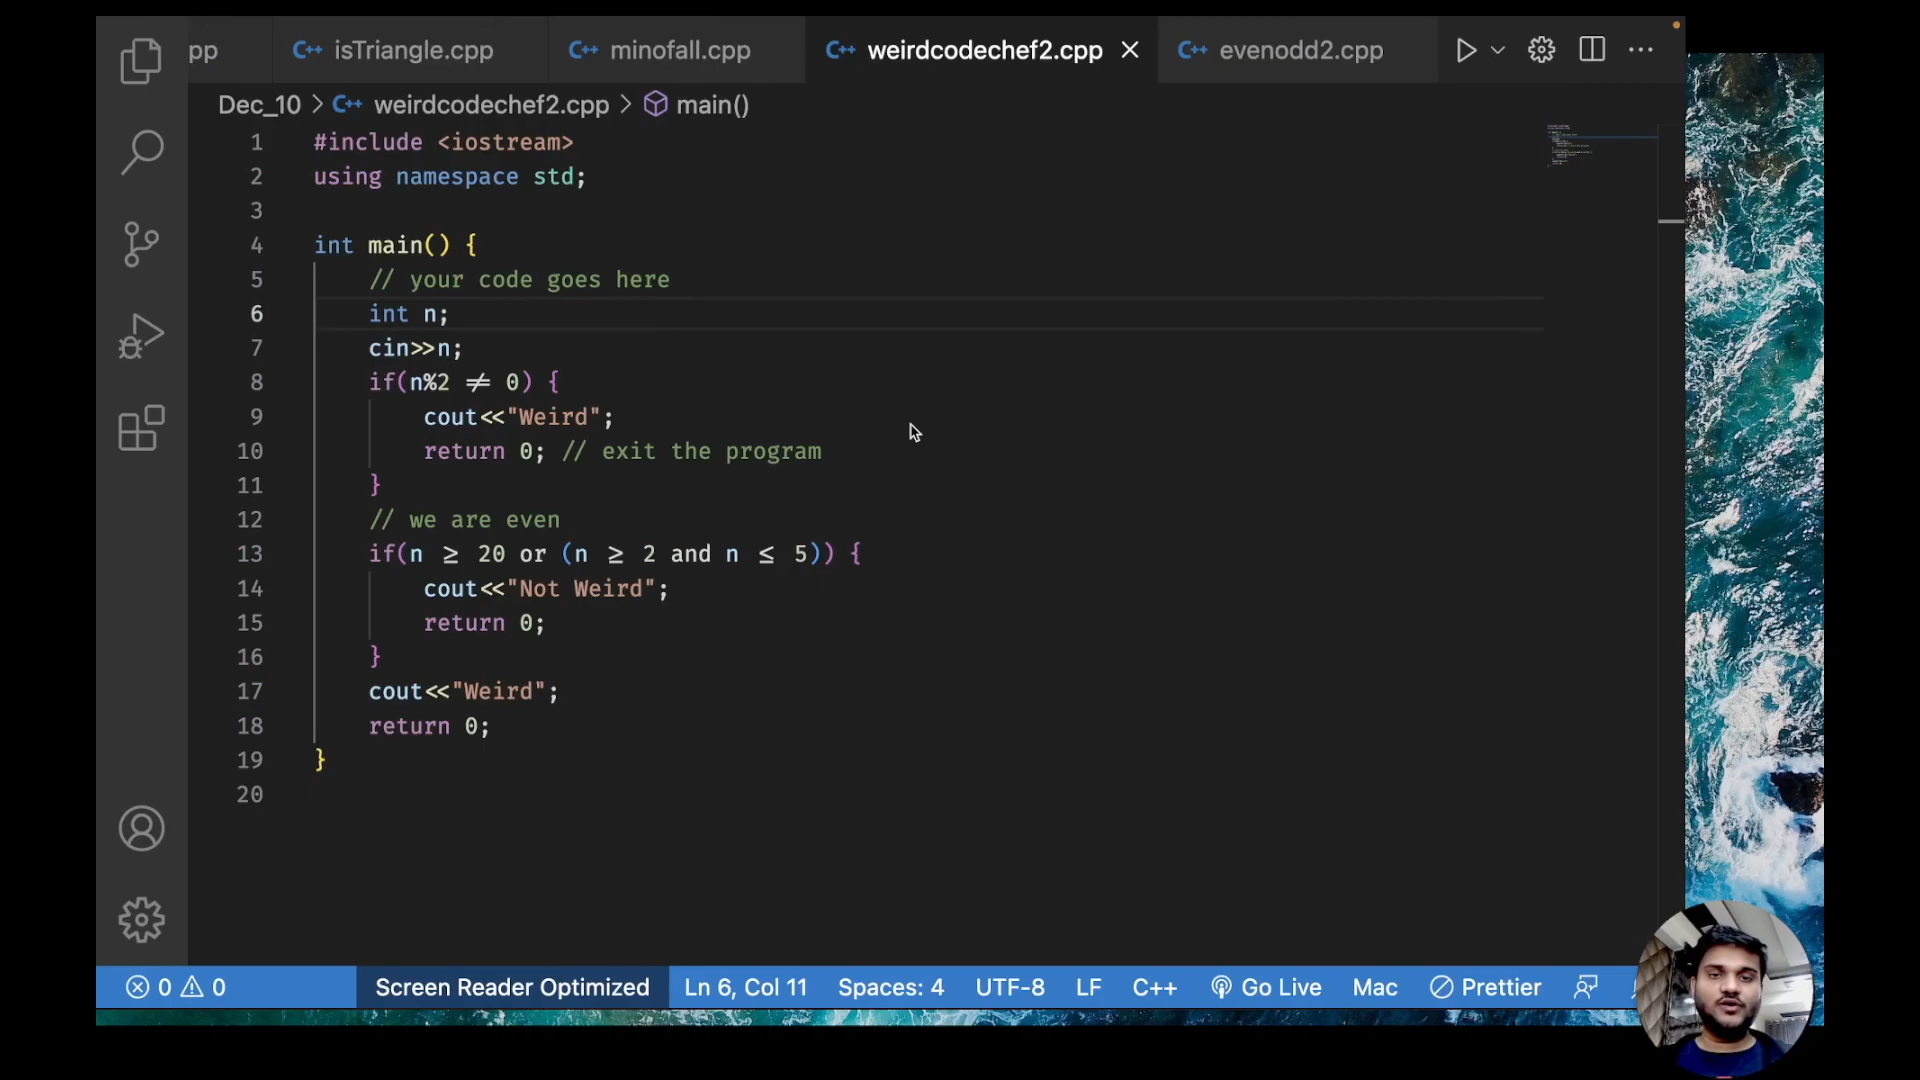 pp
C++ isTriangle.cpp
C++ minofall.cpp
C++ weirdcodechef2.cpp
C++ evenodd2.cpp
Dec_10 > C++ weirdcodechef2.cpp > main()
1 #include <iostream>
2 using namespace std;
3
4 int main() {
5 // your code goes here
6 int n;
7 cin>>n;
8 if(n%2 ≠ 0) {
9 cout<<"Weird";
10 return 0; // exit the program
11 }
12 // we are even
13 if(n ≥ 20 or (n ≥ 2 and n ≤ 5)) {
14 cout<<"Not Weird";
15 return 0;
16 }
17 cout<<"Weird";
18 return 0;
19 }
20
0 0 Screen Reader Optimized Ln 6, Col 11 Spaces: 4 UTF-8 LF C++ Go Live Mac Prettier